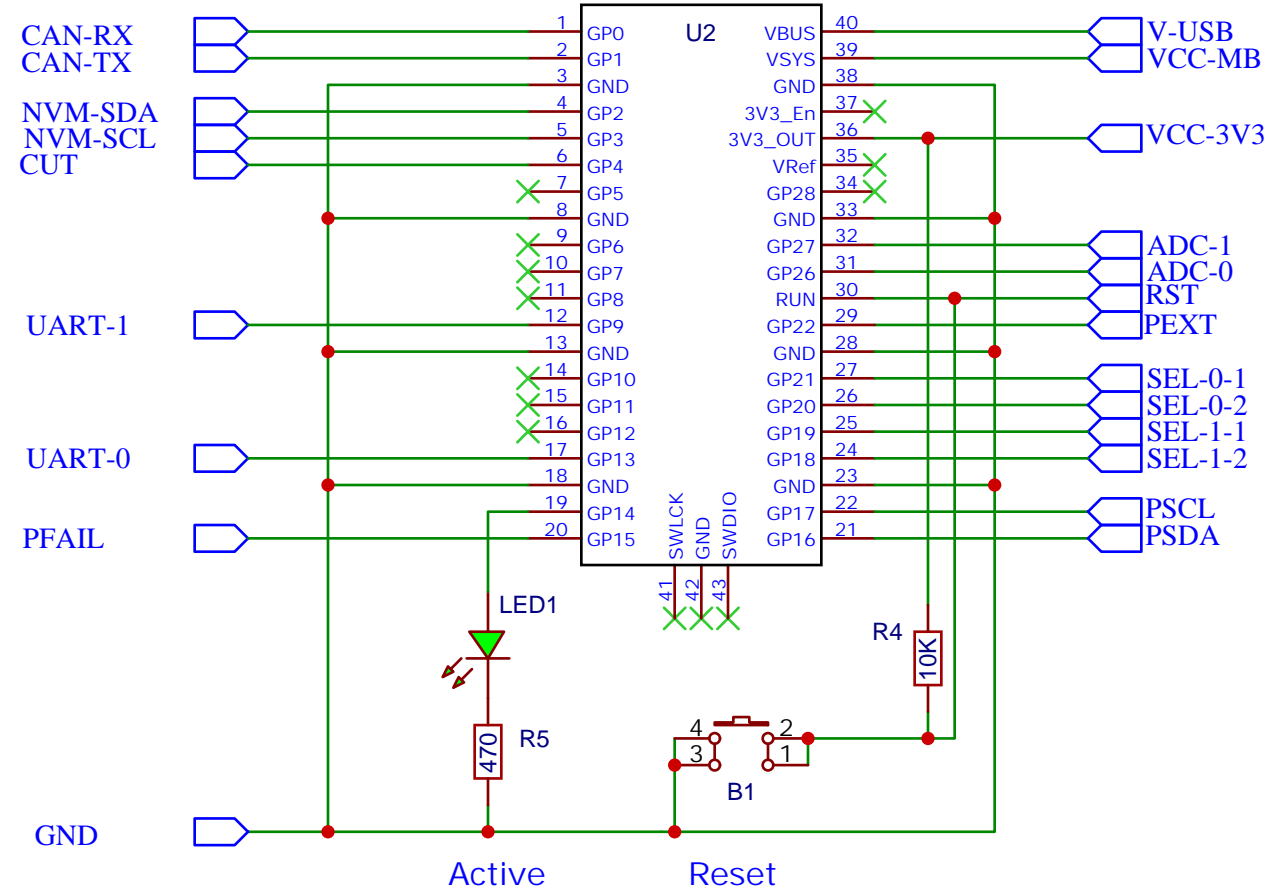 CAN-RX 1 GP0 U2 VBUS 40 V-USB
CAN-TX 2 GP1 VSYS 39 VCC-MB
3 GND GND 38
NVM-SDA 4 GP2 3V3_En 37
NVM-SCL 5 GP3 3V3_OUT 36 VCC-3V3
CUT 6 GP4 VRef 35
7 GP5 GP28 34
8 GND GND 33
9 GP6 GP27 32 ADC-1
10 GP7 GP26 31 ADC-0
11 GP8 RUN 30 RST
UART-1 12 GP9 GP22 29 PEXT
13 GND GND 28
14 GP10 GP21 27 SEL-0-1
15 GP11 GP20 26 SEL-0-2
16 GP12 GP19 25 SEL-1-1
UART-0 17 GP13 GP18 24 SEL-1-2
18 GND GND 23
19 GP14 GP17 22 PSCL
PFAIL 20 GP15 GP16 21 PSDA
SWLCK GND SWDIO
41 42 43
LED1
R4 10K
470 R5
4 2
3 1
B1
GND
Active Reset